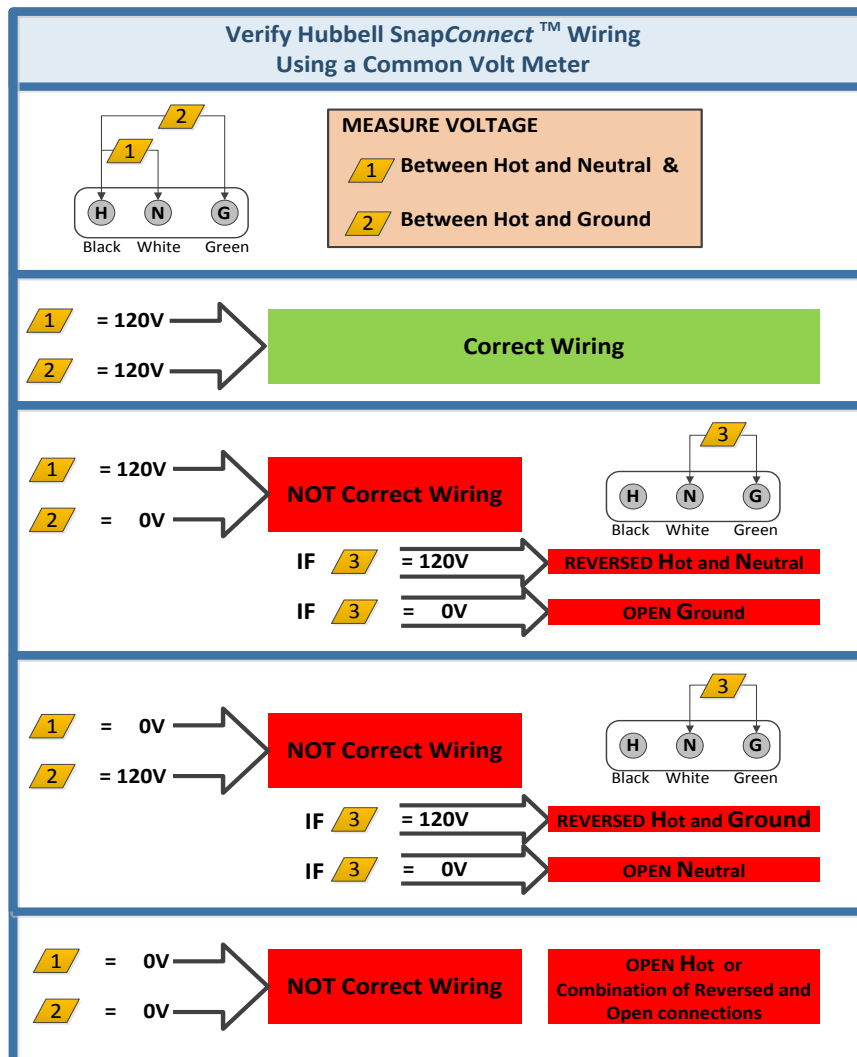 Verify Hubbell SnapConnect ™ Wiring
Using a Common Volt Meter
2
1
H N G
Black White Green
MEASURE VOLTAGE
1 Between Hot and Neutral &
2 Between Hot and Ground
1 = 120V
2 = 120V
Correct Wiring
1 = 120V
2 = 0V
NOT Correct Wiring
3
H N G
Black White Green
IF 3 = 120V REVERSED Hot and Neutral
IF 3 = 0V OPEN Ground
1 = 0V
2 = 120V
NOT Correct Wiring
3
H N G
Black White Green
IF 3 = 120V REVERSED Hot and Ground
IF 3 = 0V OPEN Neutral
1 = 0V
2 = 0V
NOT Correct Wiring
OPEN Hot or
Combination of Reversed and
Open connections